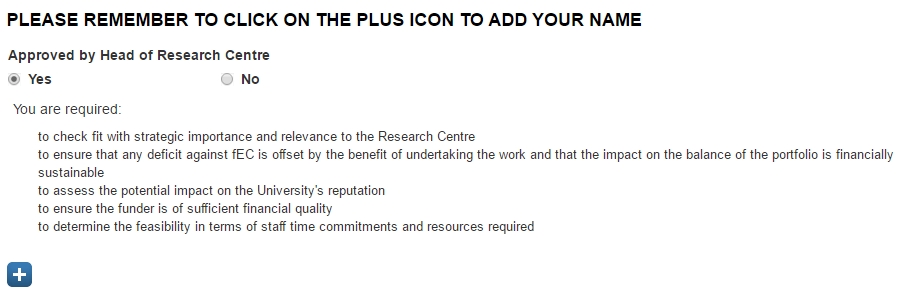 PLEASE REMEMBER TO CLICK ON THE PLUS ICON TO ADD YOUR NAME
Approved by Head of Research Centre
Yes No
You are required:
to check fit with strategic importance and relevance to the Research Centre
to ensure that any deficit against fEC is offset by the benefit of undertaking the work and that the impact on the balance of the portfolio is financially
sustainable
to assess the potential impact on the University's reputation
to ensure the funder is of sufficient financial quality
to determine the feasibility in terms of staff time commitments and resources required